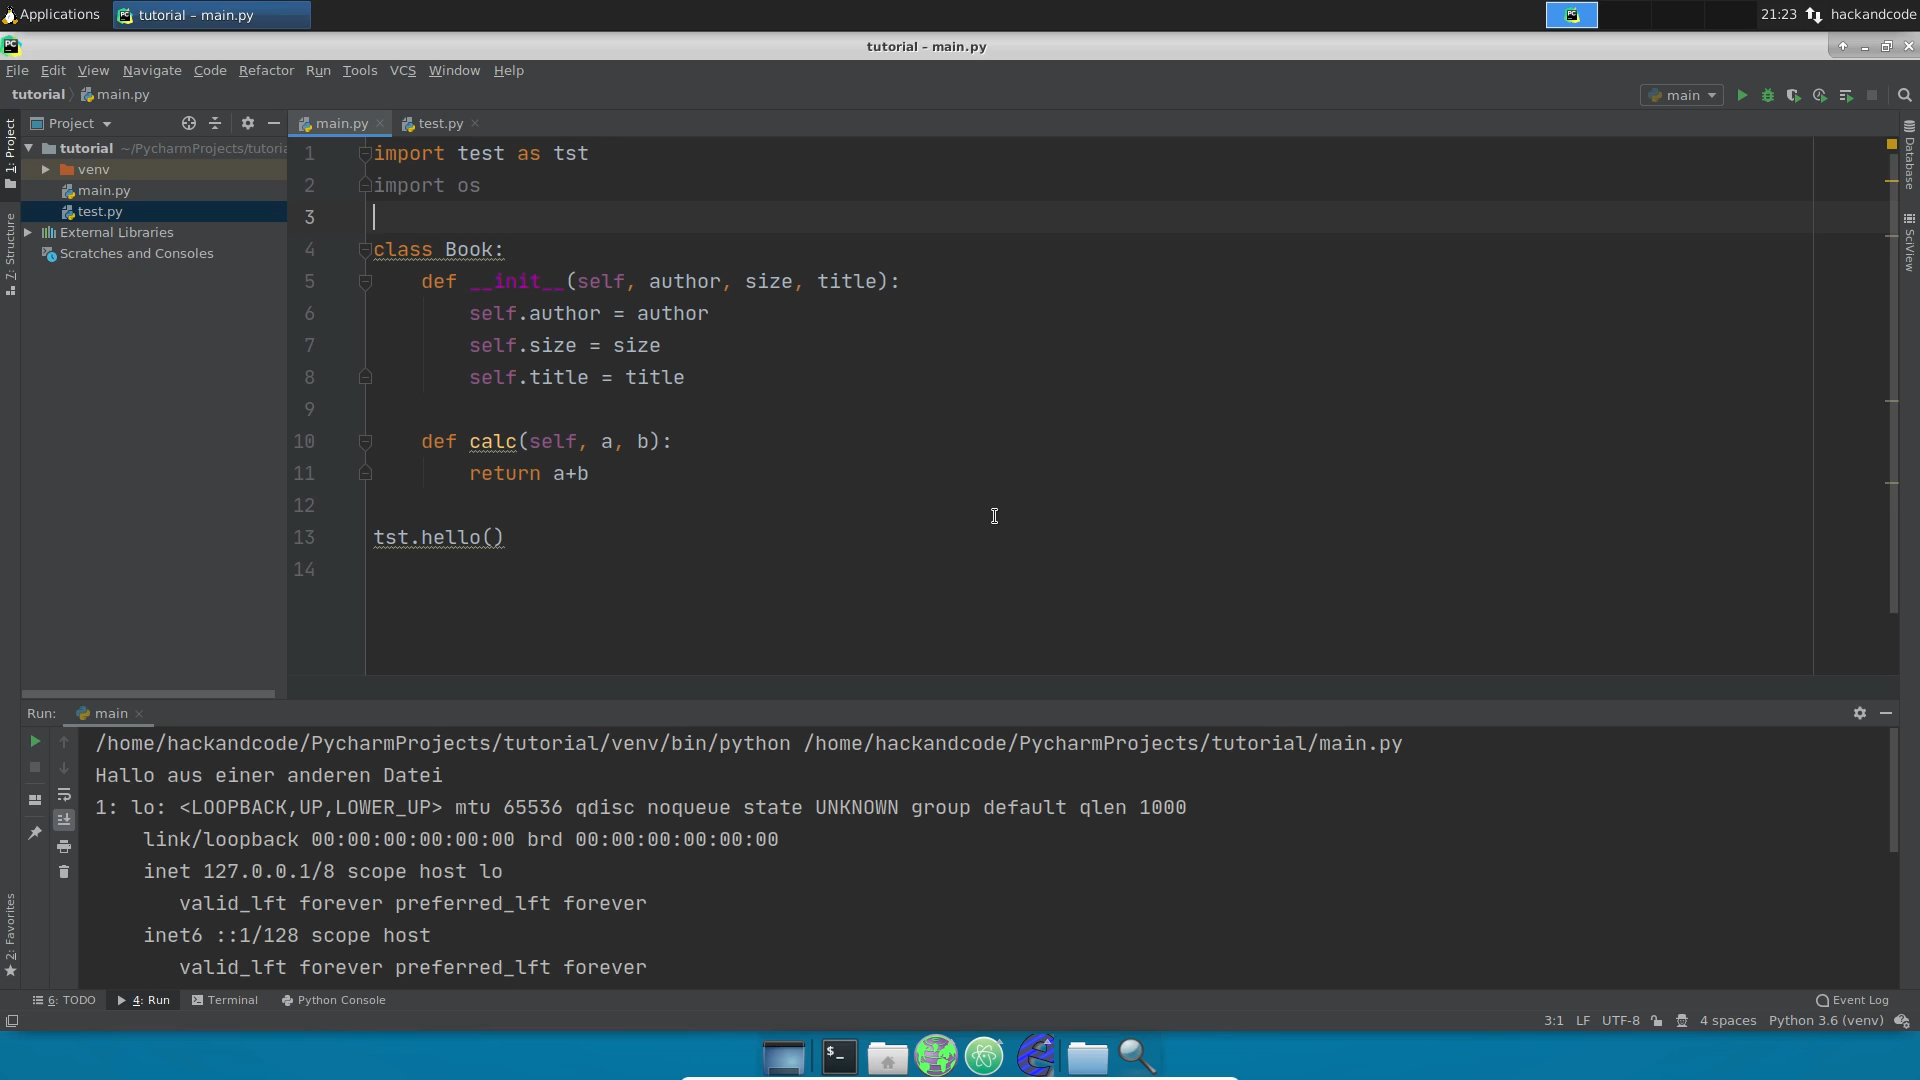 Applications
tutorial – main.py
21:23
hackandcode
tutorial – main.py
File Edit View Navigate Code Refactor Run Tools VCS Window Help
tutorial main.py
main
Project
main.py
test.py
1: Project
7: Structure
2: Favorites
Database
SciView
tutorial ~/PycharmProjects/tutoria
venv
main.py
test.py
External Libraries
Scratches and Consoles
1 import test as tst
2 import os
3
4 class Book:
5     def __init__(self, author, size, title):
6         self.author = author
7         self.size = size
8         self.title = title
9
10     def calc(self, a, b):
11         return a+b
12
13 tst.hello()
14
Run: main
/home/hackandcode/PycharmProjects/tutorial/venv/bin/python /home/hackandcode/PycharmProjects/tutorial/main.py
Hallo aus einer anderen Datei
1: lo: <LOOPBACK,UP,LOWER_UP> mtu 65536 qdisc noqueue state UNKNOWN group default qlen 1000
    link/loopback 00:00:00:00:00:00 brd 00:00:00:00:00:00
    inet 127.0.0.1/8 scope host lo
       valid_lft forever preferred_lft forever
    inet6 ::1/128 scope host
       valid_lft forever preferred_lft forever
6: TODO 4: Run Terminal Python Console Event Log
3:1 LF UTF-8 4 spaces Python 3.6 (venv)